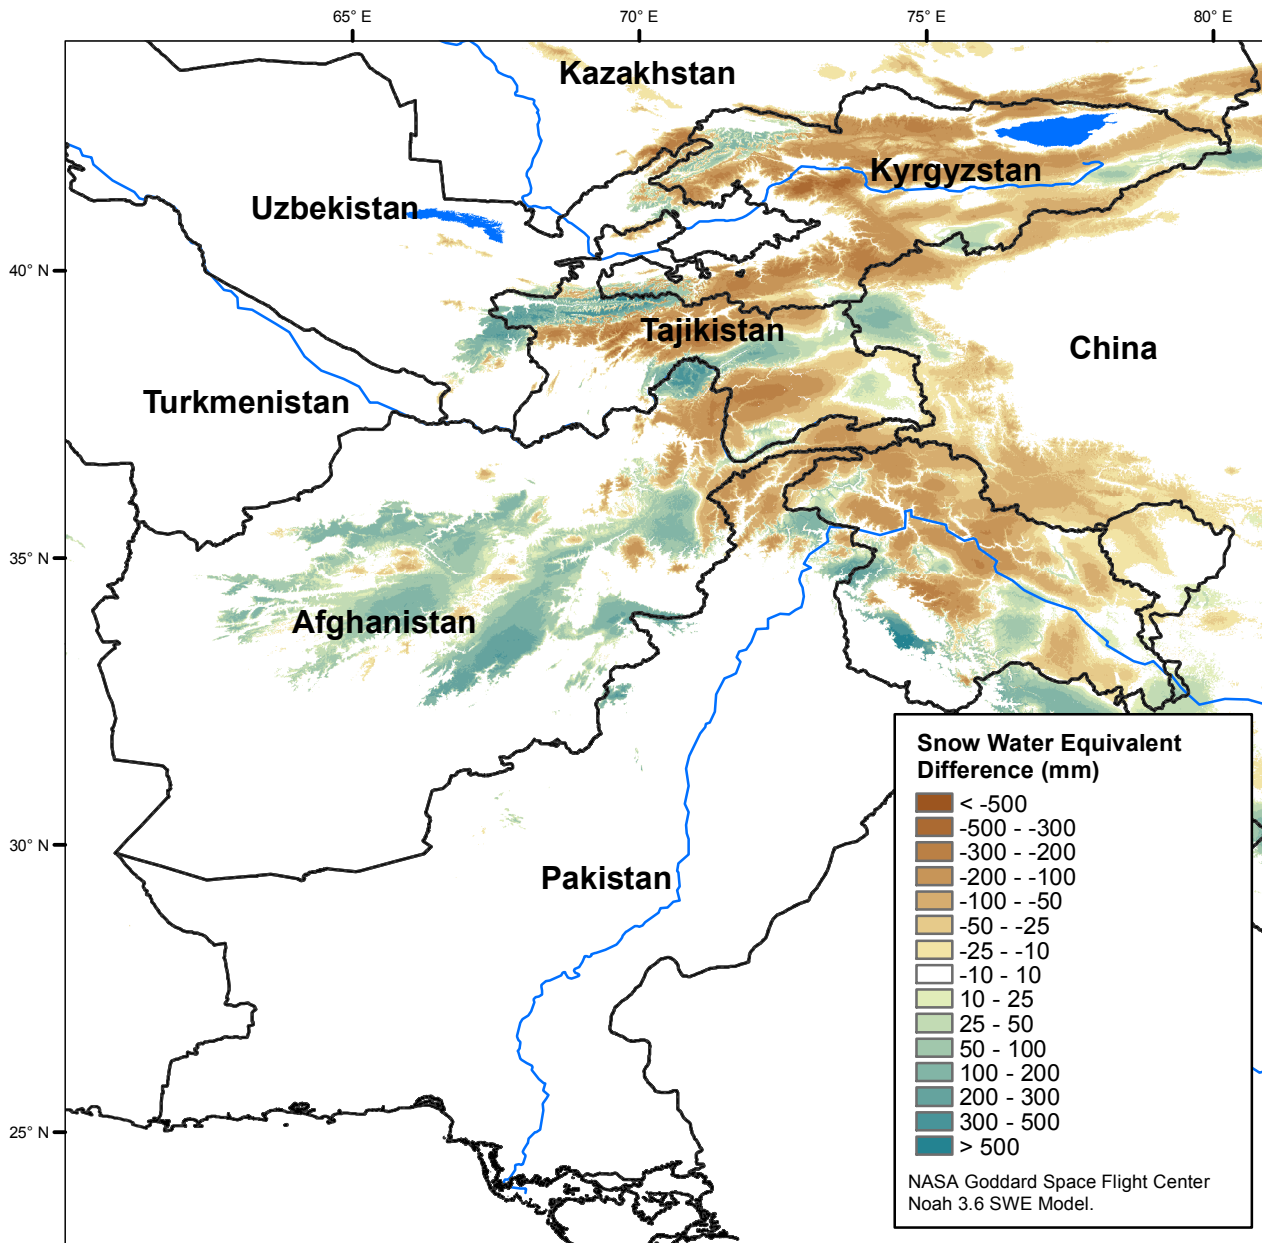 65° E
70° E
75° E
80° E
Kazakhstan
Kyrgyzstan
Uzbekistan
40° N
Tajikistan
China
Turkmenistan
35° N
Afghanistan
Snow Water Equivalent
Difference (mm)
< -500
-500 - -300
-300 - -200
-200 - -100
-100 - -50
-50 - -25
-25 - -10
-10 - 10
10 - 25
25 - 50
50 - 100
100 - 200
200 - 300
300 - 500
> 500
NASA Goddard Space Flight Center
Noah 3.6 SWE Model.
30° N
Pakistan
25° N